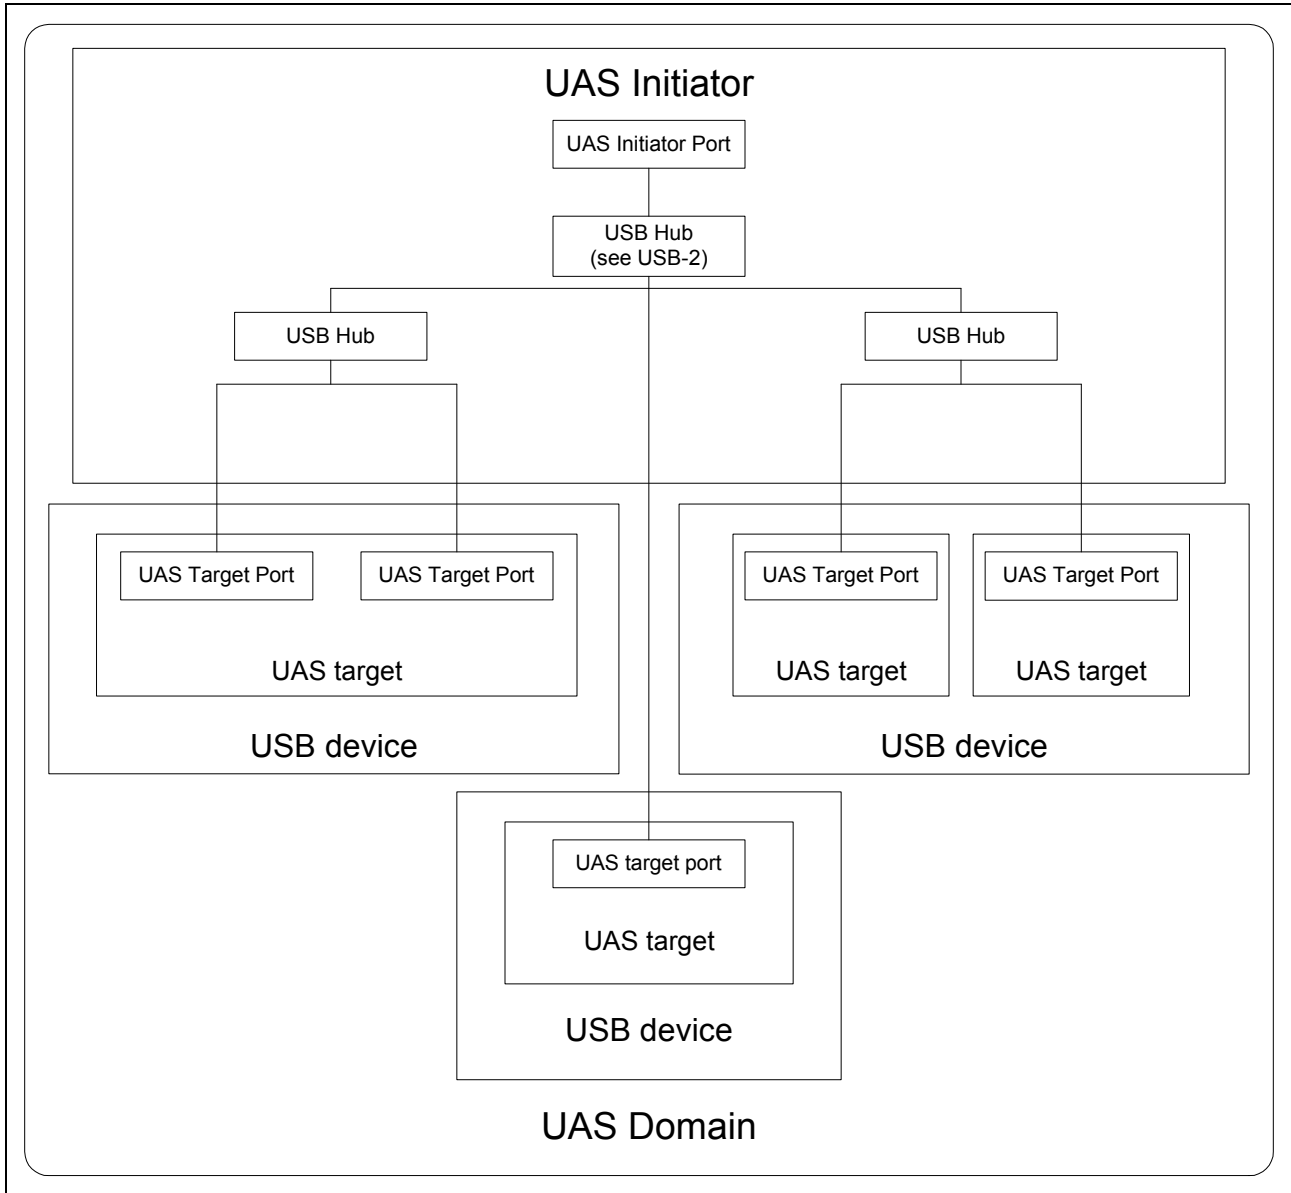 UAS Initiator
UAS Initiator Port
USB Hub
(see USB-2)
USB Hub
USB Hub
UAS Target Port
UAS Target Port
UAS target
USB device
UAS Target Port
UAS Target Port
UAS target
UAS target
USB device
UAS target port
UAS target
USB device
UAS Domain